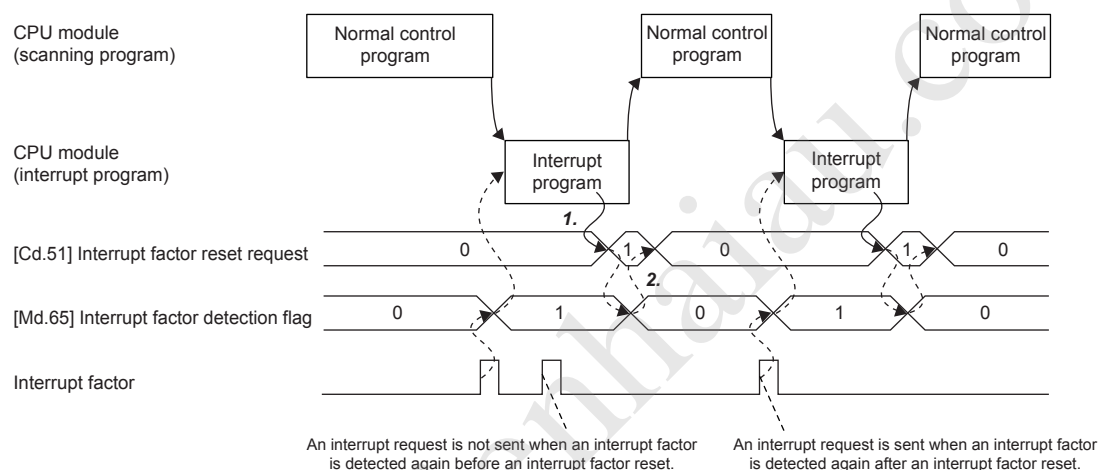 CPU module
(scanning program)
Normal control
program
Normal control
program
Normal control
program
CPU module
(interrupt program)
Interrupt
program
Interrupt
program
1.
[Cd.51] Interrupt factor reset request
0
1
0
1
0
2.
[Md.65] Interrupt factor detection flag
0
1
0
1
0
Interrupt factor
An interrupt request is not sent when an interrupt factor
is detected again before an interrupt factor reset.
An interrupt request is sent when an interrupt factor
is detected again after an interrupt factor reset.